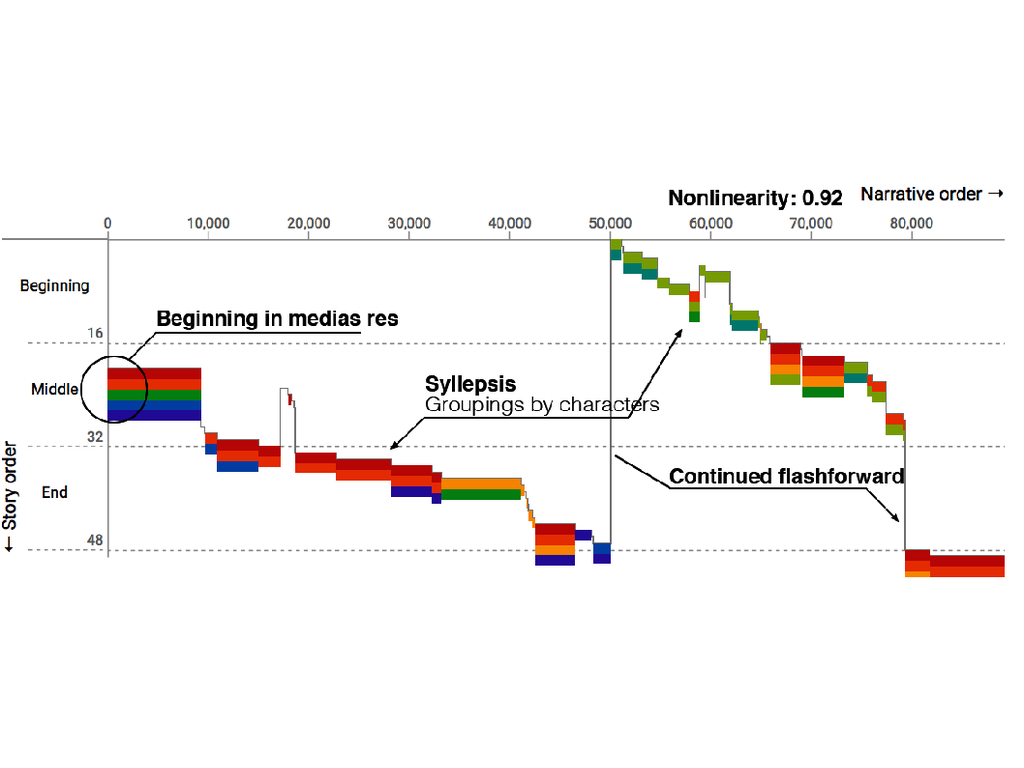 Nonlinearity: 0.92 Narrative order →
0 10,000 20,000 30,000 40,000 50,000 60,000 70,000 80,000
Beginning
Beginning in medias res
16
Middle
Syllepsis
Groupings by characters
32
Continued flashforward
End
48
← Story order